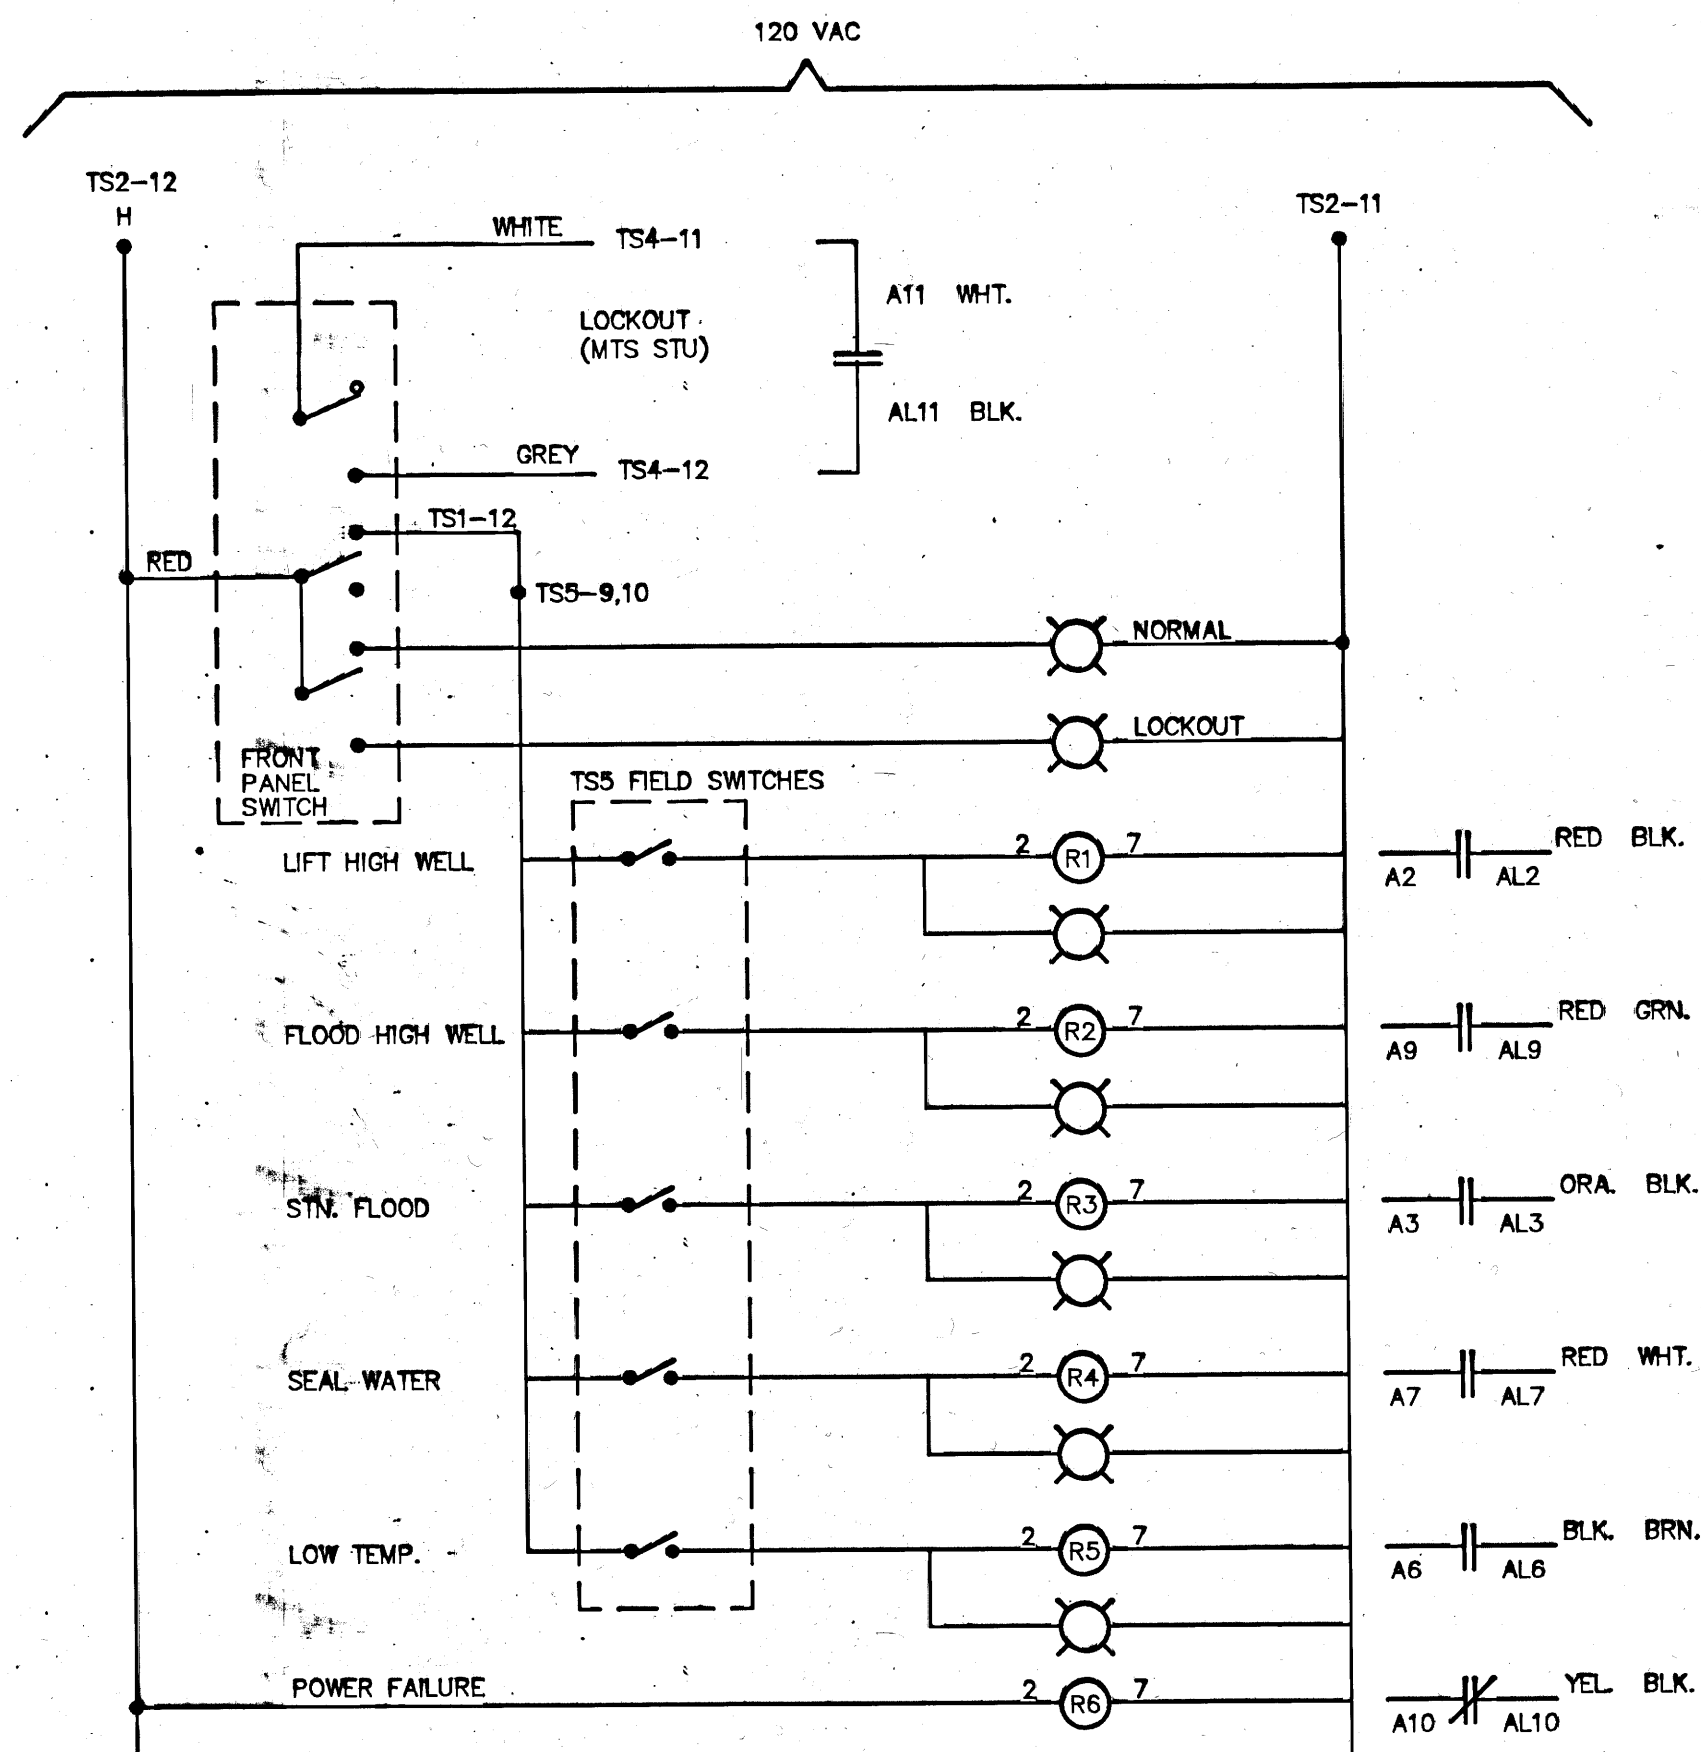 120 VAC
TS2-12
H
TS2-11
WHITE
TS4-11
A11 WHT.
LOCKOUT
(MTS STU)
AL11 BLK.
GREY
TS4-12
TS1-12
RED
TS5-9,10
NORMAL
LOCKOUT
FRONT
PANEL
SWITCH
TS5 FIELD SWITCHES
LIFT HIGH WELL
2
R1
7
RED BLK.
A2
AL2
FLOOD HIGH WELL
2
R2
7
RED GRN.
A9
AL9
STN. FLOOD
2
R3
7
ORA. BLK.
A3
AL3
SEAL WATER
2
R4
7
RED WHT.
A7
AL7
LOW TEMP.
2
R5
7
BLK. BRN.
A6
AL6
POWER FAILURE
2
R6
7
YEL. BLK.
A10
AL10